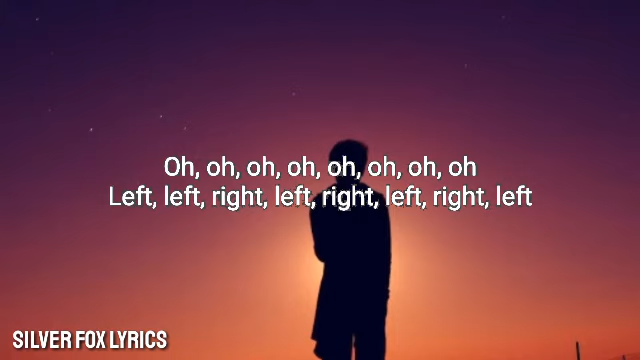 Oh, oh, oh, oh, oh, oh, oh, oh
Left, left, right, left, right, left, right, left
SILVER FOX LYRICS